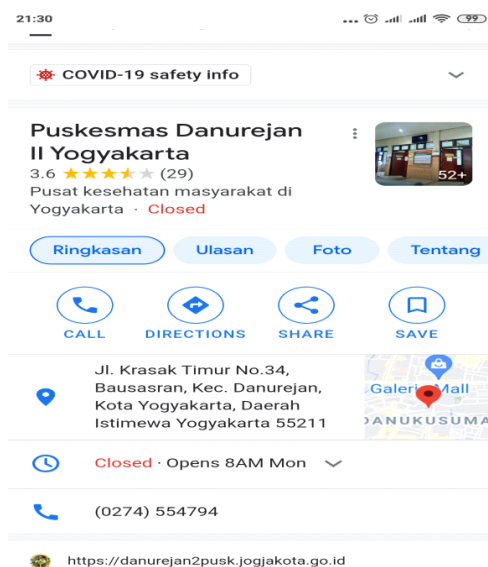 21:30
99
COVID-19 safety info
Puskesmas Danurejan
II Yogyakarta
3.6 (29)
52+
Pusat kesehatan masyarakat di
Yogyakarta · Closed
Ringkasan Ulasan Foto Tentang
CALL DIRECTIONS SHARE SAVE
Jl. Krasak Timur No.34,
Bausasran, Kec. Danurejan,
Kota Yogyakarta, Daerah
Istimewa Yogyakarta 55211
Galeria Mall
DANUKUSUMA
Closed · Opens 8AM Mon
(0274) 554794
https://danurejan2pusk.jogjakota.go.id